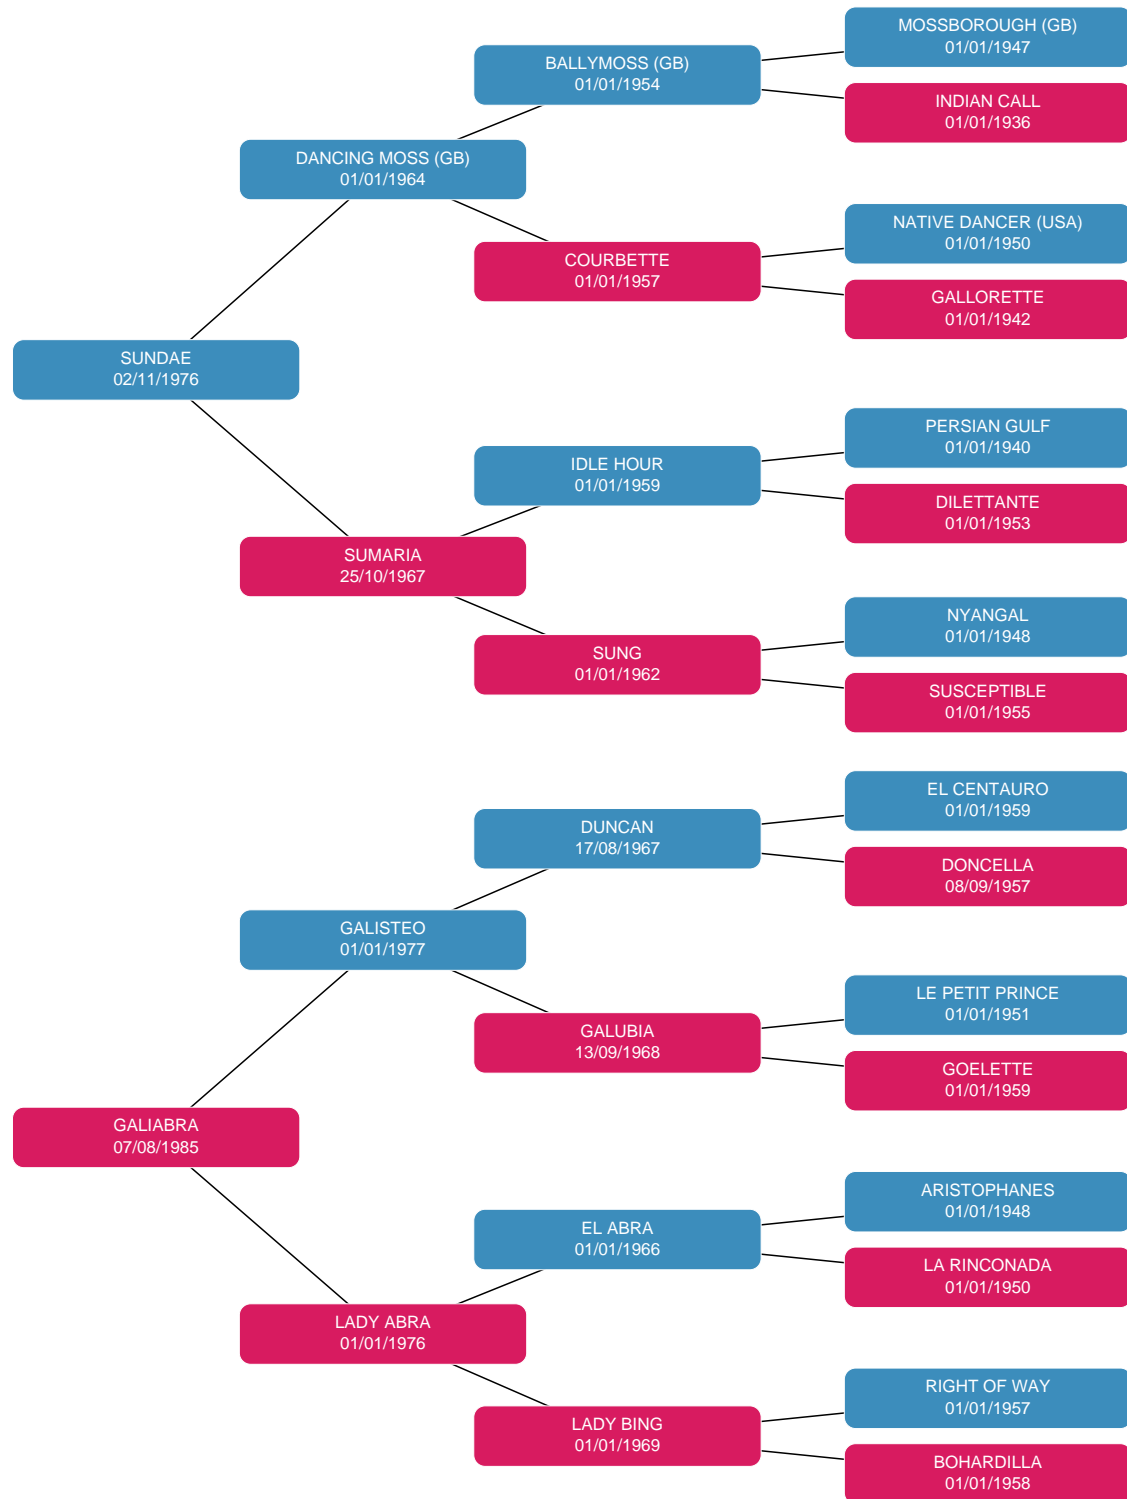 MOSSBOROUGH (GB)
01/01/1947
BALLYMOSS (GB)
01/01/1954
INDIAN CALL
01/01/1936
DANCING MOSS (GB)
01/01/1964
NATIVE DANCER (USA)
01/01/1950
COURBETTE
01/01/1957
GALLORETTE
01/01/1942
SUNDAE
02/11/1976
PERSIAN GULF
01/01/1940
IDLE HOUR
01/01/1959
DILETTANTE
01/01/1953
SUMARIA
25/10/1967
NYANGAL
01/01/1948
SUNG
01/01/1962
SUSCEPTIBLE
01/01/1955
EL CENTAURO
01/01/1959
DUNCAN
17/08/1967
DONCELLA
08/09/1957
GALISTEO
01/01/1977
LE PETIT PRINCE
01/01/1951
GALUBIA
13/09/1968
GOELETTE
01/01/1959
GALIABRA
07/08/1985
ARISTOPHANES
01/01/1948
EL ABRA
01/01/1966
LA RINCONADA
01/01/1950
LADY ABRA
01/01/1976
RIGHT OF WAY
01/01/1957
LADY BING
01/01/1969
BOHARDILLA
01/01/1958